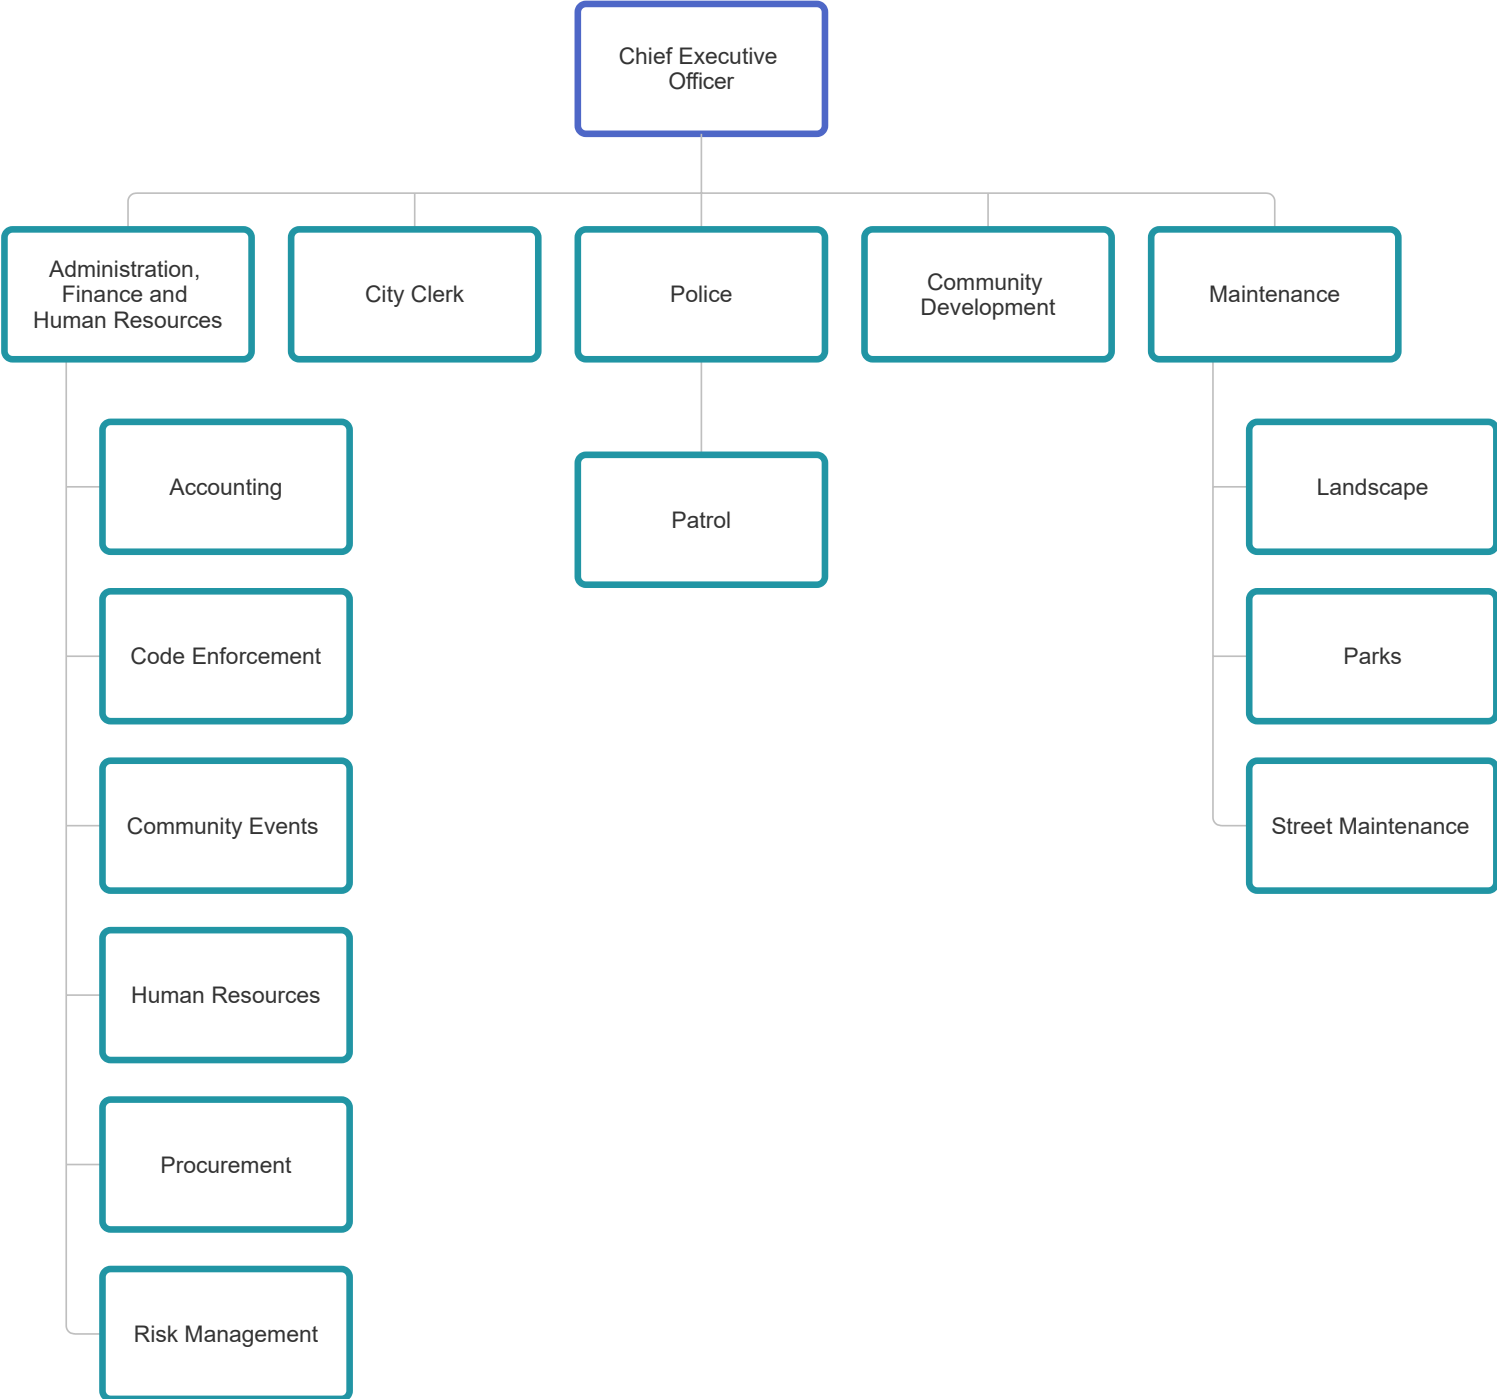 Chief Executive
Officer
Administration,
Finance and
Human Resources
City Clerk
Police
Community
Development
Maintenance
Accounting
Code Enforcement
Community Events
Human Resources
Procurement
Risk Management
Patrol
Landscape
Parks
Street Maintenance